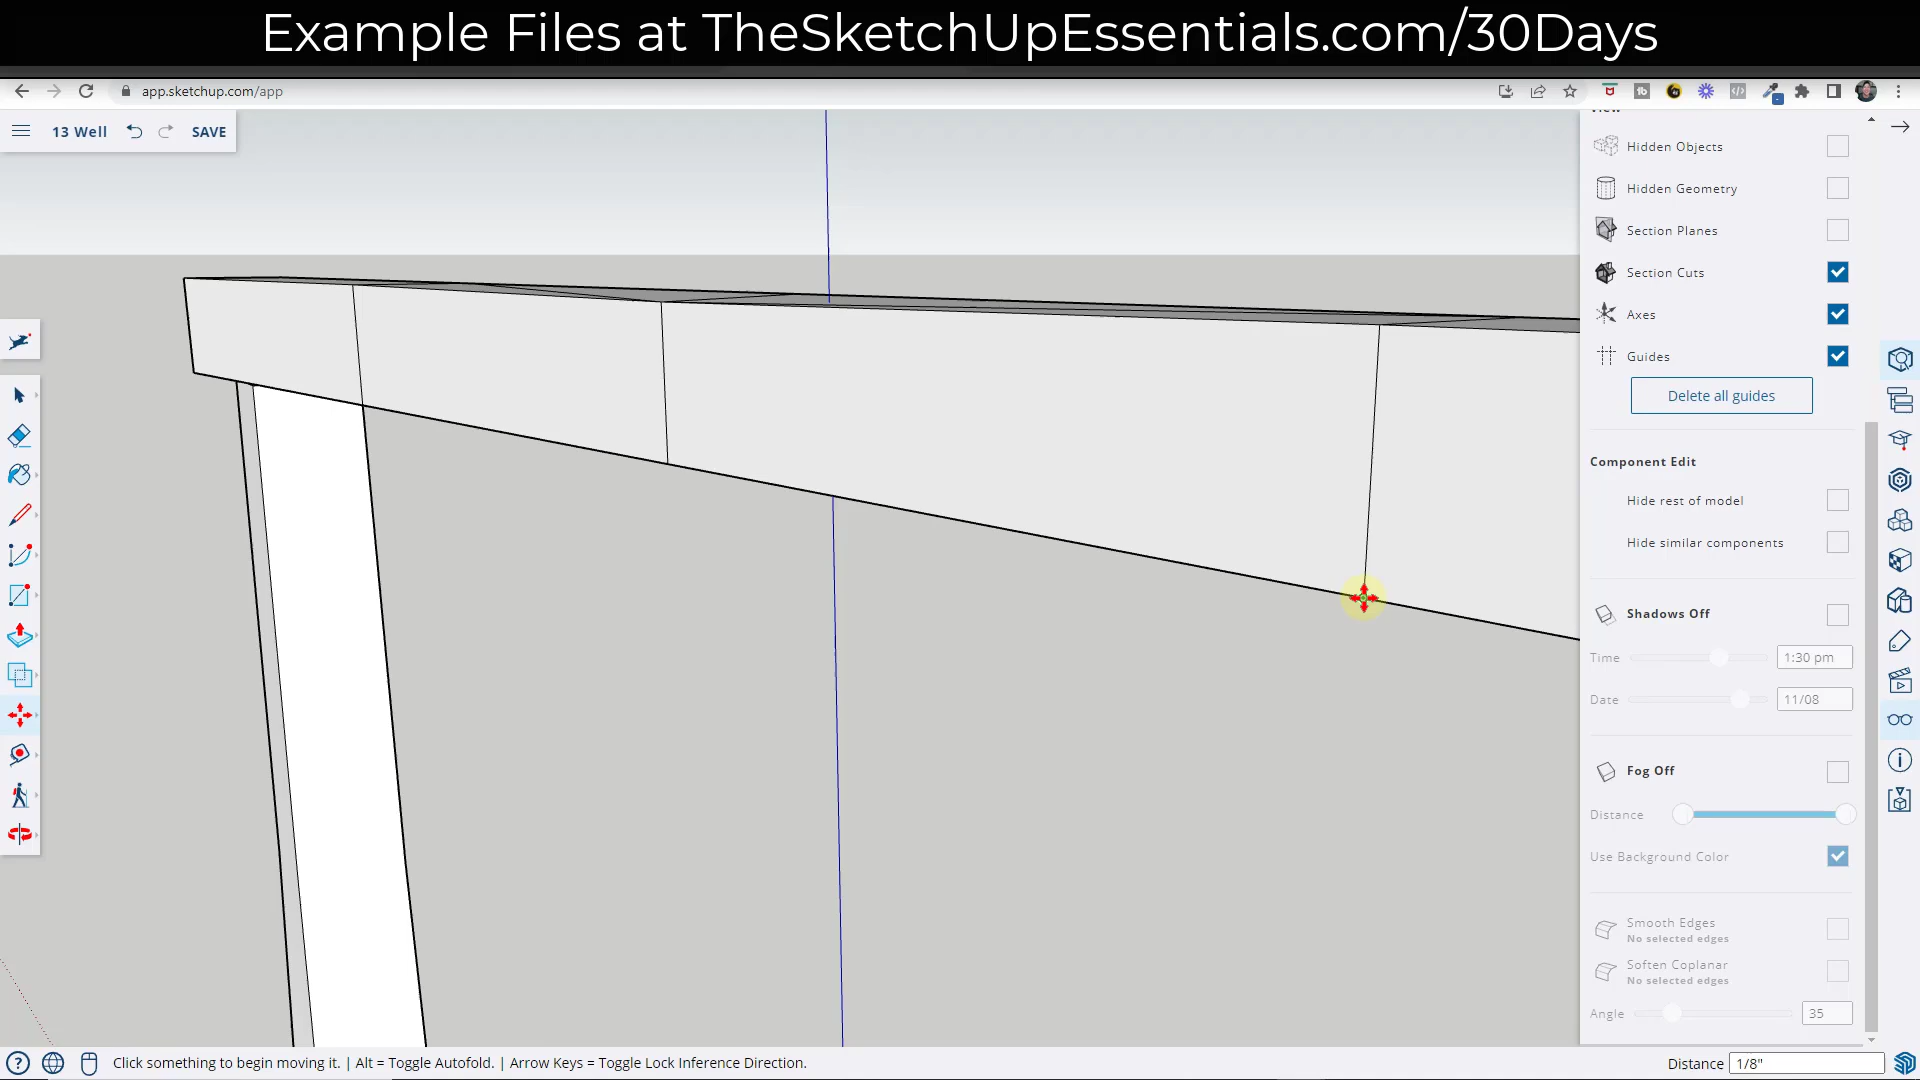 Example Files at TheSketchUpEssentials.com/30Days
app.sketchup.com/app
13 Well
SAVE
Hidden Objects
Hidden Geometry
Section Planes
Section Cuts
Axes
Guides
Delete all guides
Component Edit
Hide rest of model
Hide similar components
Shadows Off
Time
1:30 pm
Date
11/08
Fog Off
Distance
Use Background Color
Smooth Edges
No selected edges
Soften Coplanar
No selected edges
Angle
35
Click something to begin moving it. | Alt = Toggle Autofold. | Arrow Keys = Toggle Lock Inference Direction.
Distance
1/8"